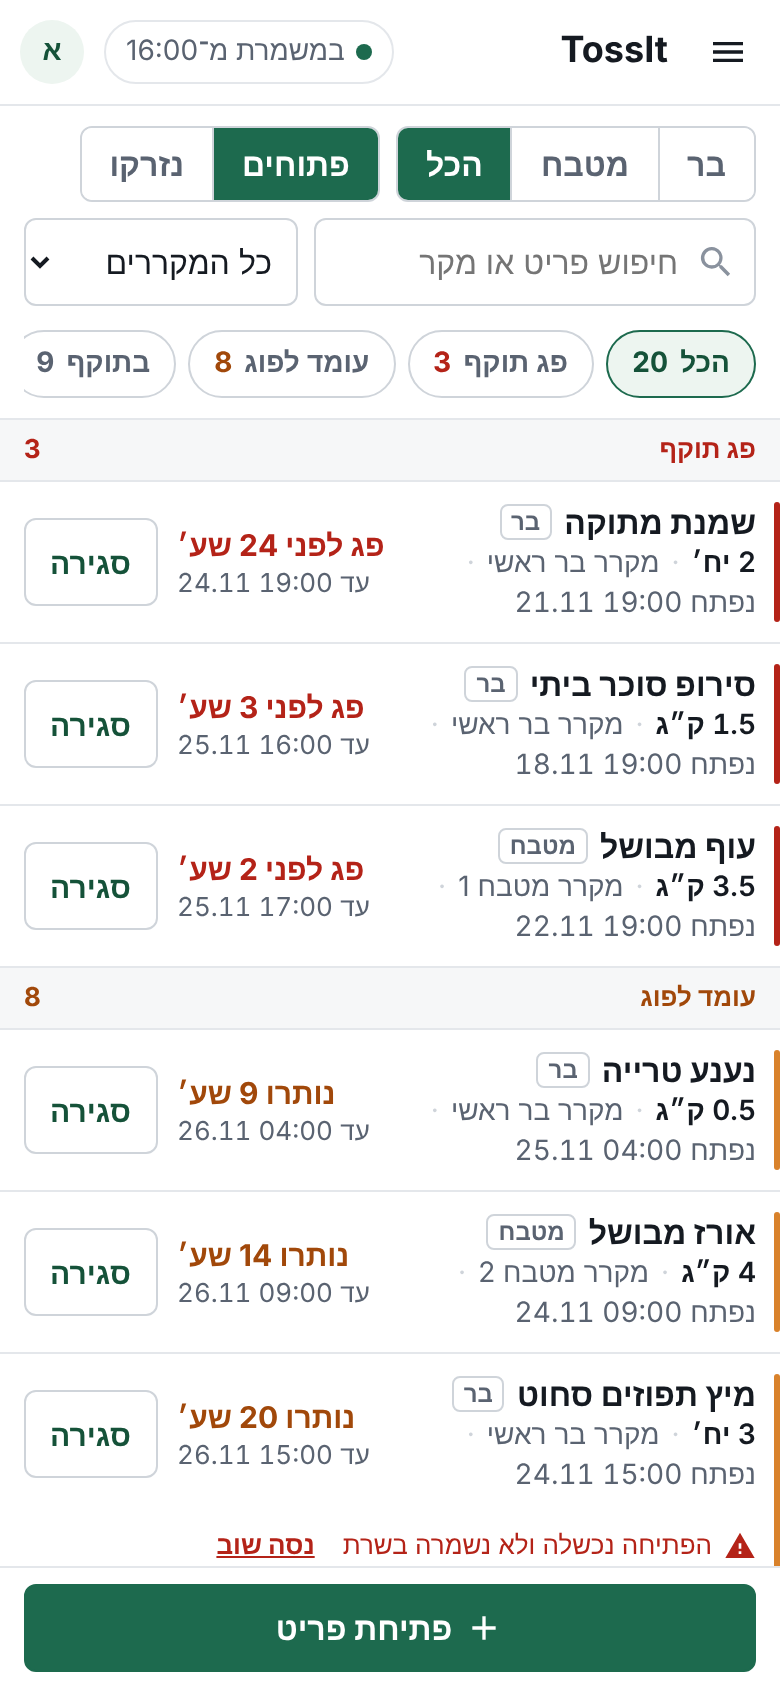 TossIt
במשמרת מ־16:00
א
בר
מטבח
הכל
פתוחים
נזרקו
חיפוש פריט או מקר
כל המקררים
הכל 20
פג תוקף 3
עומד לפוג 8
בתוקף 9
פג תוקף 3
שמנת מתוקה בר
2 יח׳ · מקרר בר ראשי ·
נפתח 21.11 19:00
פג לפני 24 שע׳
עד 24.11 19:00
סגירה
סירופ סוכר ביתי בר
1.5 ק״ג · מקרר בר ראשי ·
נפתח 18.11 19:00
פג לפני 3 שע׳
עד 25.11 16:00
סגירה
עוף מבושל מטבח
3.5 ק״ג · מקרר מטבח 1 ·
נפתח 22.11 19:00
פג לפני 2 שע׳
עד 25.11 17:00
סגירה
עומד לפוג 8
נענע טרייה בר
0.5 ק״ג · מקרר בר ראשי ·
נפתח 25.11 04:00
נותרו 9 שע׳
עד 26.11 04:00
סגירה
אורז מבושל מטבח
4 ק״ג · מקרר מטבח 2 ·
נפתח 24.11 09:00
נותרו 14 שע׳
עד 26.11 09:00
סגירה
מיץ תפוזים סחוט בר
3 יח׳ · מקרר בר ראשי ·
נפתח 24.11 15:00
נותרו 20 שע׳
עד 26.11 15:00
סגירה
הפתיחה נכשלה ולא נשמרה בשרת נסה שוב
+ פתיחת פריט